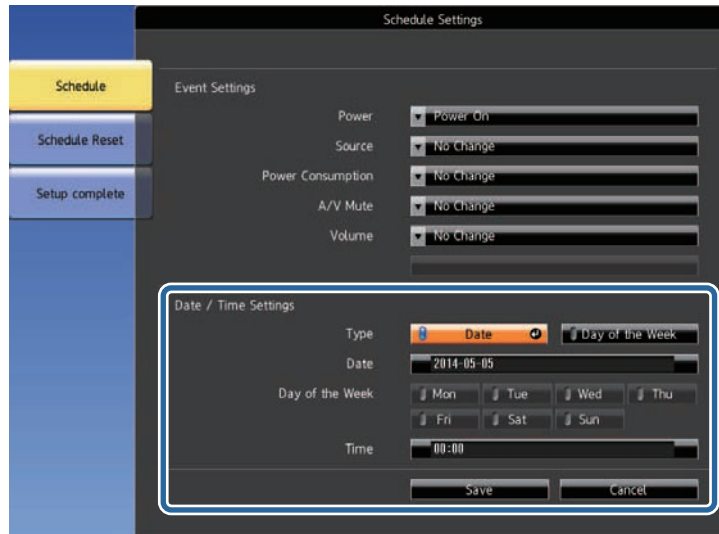 Schedule Settings
Schedule
Schedule Reset
Setup complete
Event Settings
Power Power On
Source No Change
Power Consumption No Change
A/V Mute No Change
Volume No Change
Date / Time Settings
Type Date Day of the Week
Date 2014-05-05
Day of the Week Mon Tue Wed Thu
Fri Sat Sun
Time 00:00
Save Cancel